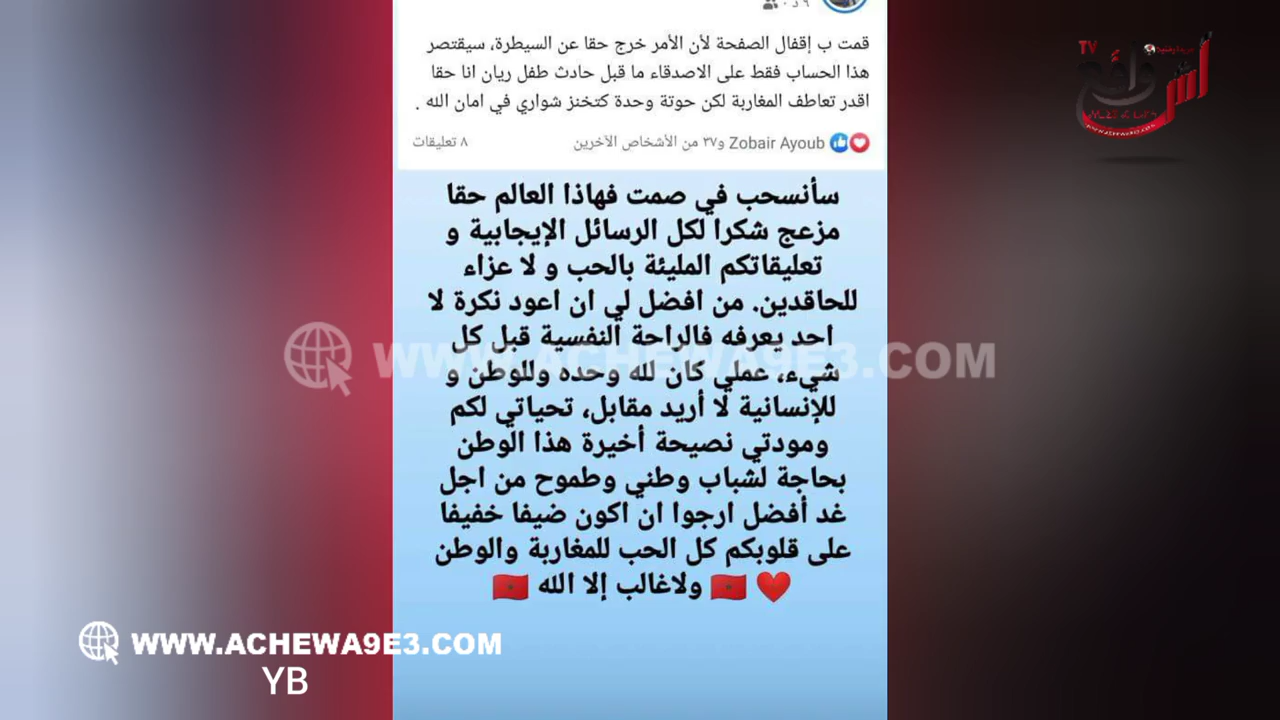 ٩ د ·
قمت ب إقفال الصفحة لأن الأمر خرج حقا عن السيطرة، سيقتصر
هذا الحساب فقط على الاصدقاء ما قبل حادث طفل ريان انا حقا
اقدر تعاطف المغاربة لكن حوتة وحدة كتخنز شواري في امان الله .
Zobair Ayoub و٣٧ من الأشخاص الآخرين
٨ تعليقات
سأنسحب في صمت فهاذا العالم حقا
مزعج شكرا لكل الرسائل الإيجابية و
تعليقاتكم المليئة بالحب و لا عزاء
للحاقدين. من افضل لي ان اعود نكرة لا
احد يعرفه فالراحة النفسية قبل كل
شيء، عملي كان لله وحده وللوطن و
للإنسانية لا أريد مقابل، تحياتي لكم
ومودتي نصيحة أخيرة هذا الوطن
بحاجة لشباب وطني وطموح من اجل
غد أفضل ارجوا ان اكون ضيفا خفيفا
على قلوبكم كل الحب للمغاربة والوطن
❤️ 🇲🇦 ولاغالب إلا الله 🇲🇦
WWW.ACHEWA9E3.COM
WWW.ACHEWA9E3.COM
YB
TV